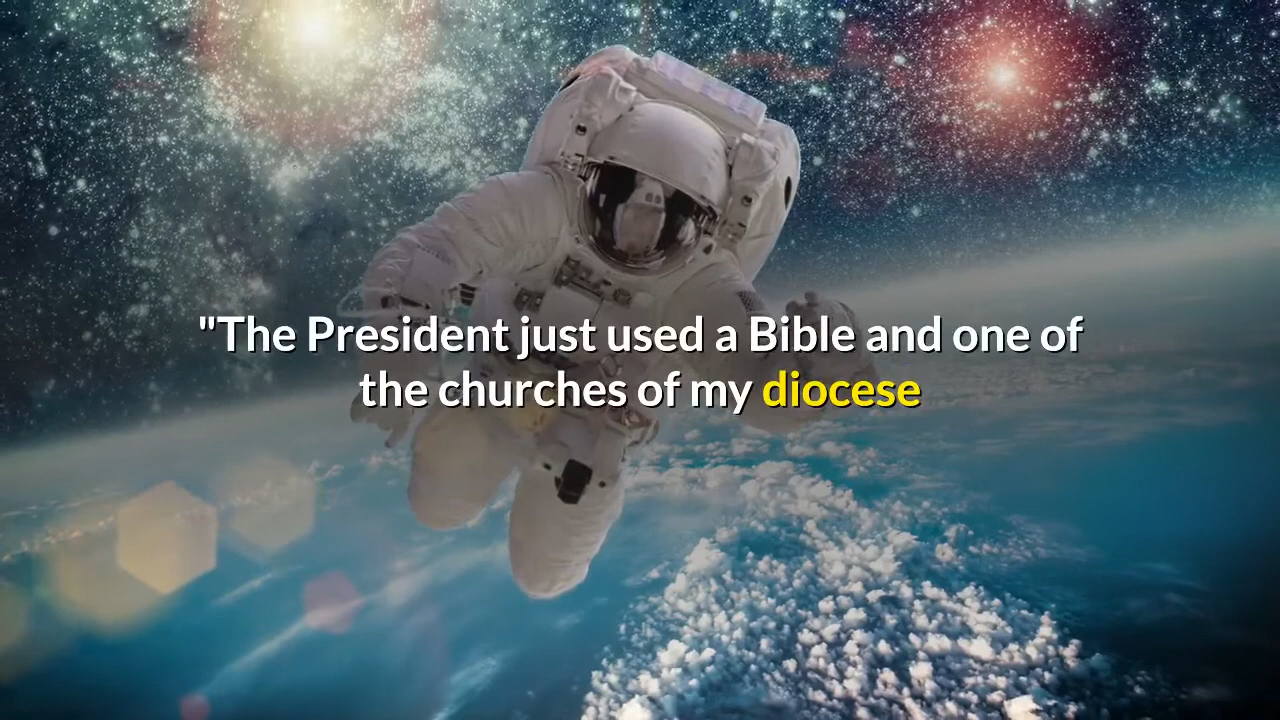 "The President just used a Bible and one of
the churches of my diocese